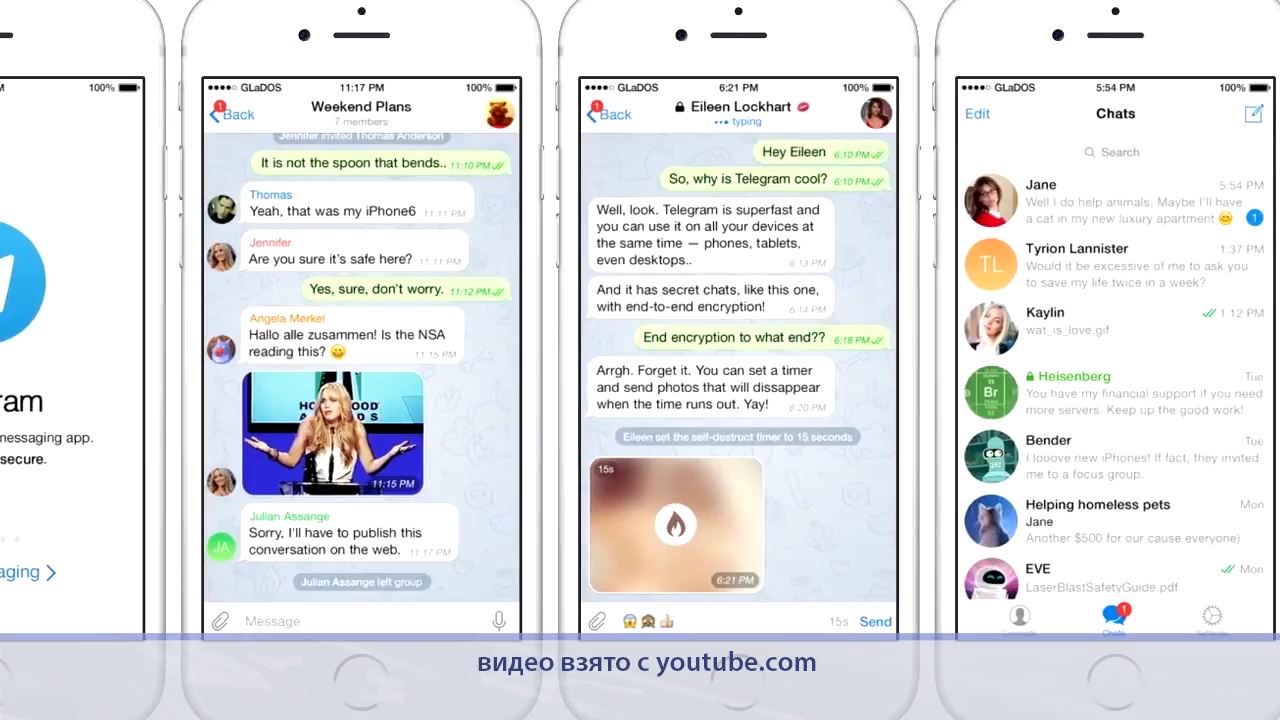 M
100%
ram
messaging app.
secure.
aging
GLaDOS
11:17 PM
100%
1
Back
Weekend Plans
7 members
Jennifer invited Thomas Anderson
It is not the spoon that bends.. 11:10 PM
Thomas
Yeah, that was my iPhone6 11:11 PM
Jennifer
Are you sure it's safe here? 11:11 PM
Yes, sure, don't worry. 11:12 PM
Angela Merkel
Hallo alle zusammen! Is the NSA
reading this? 😀 11:15 PM
11:15 PM
JA
Julian Assange
Sorry, I'll have to publish this
conversation on the web. 11:17 PM
Julian Assange left group
Message
GLaDOS
6:21 PM
100%
1
Back
Eileen Lockhart 💋
typing
Hey Eileen 6:10 PM
So, why is Telegram cool? 6:10 PM
Well, look. Telegram is superfast and
you can use it on all your devices at
the same time — phones, tablets,
even desktops.. 6:13 PM
And it has secret chats, like this one,
with end-to-end encryption! 6:14 PM
End encryption to what end?? 6:18 PM
Arrgh. Forget it. You can set a timer
and send photos that will dissappear
when the time runs out. Yay! 6:20 PM
Eileen set the self-destruct timer to 15 seconds
15s
6:21 PM
😱🙈👍 15s Send
GLaDOS
5:54 PM
100%
Edit
Chats
Search
Jane 5:54 PM
Well I do help animals. Maybe I'll have
a cat in my new luxury apartment 😊 1
TL
Tyrion Lannister 1:37 PM
Would it be excessive of me to ask you
to save my life twice in a week?
Kaylin 1:12 PM
wat_is_love.gif
Br
Heisenberg Tue
You have my financial support if you need
more servers. Keep up the good work!
Bender Tue
I looove new iPhones! If fact, they invited
me to a focus group.
Helping homeless pets Mon
Jane
Another $500 for our cause everyone)
EVE Mon
LaserBlastSafetyGuide.pdf
1
Contacts
Chats
Settings
видео взято с youtube.com